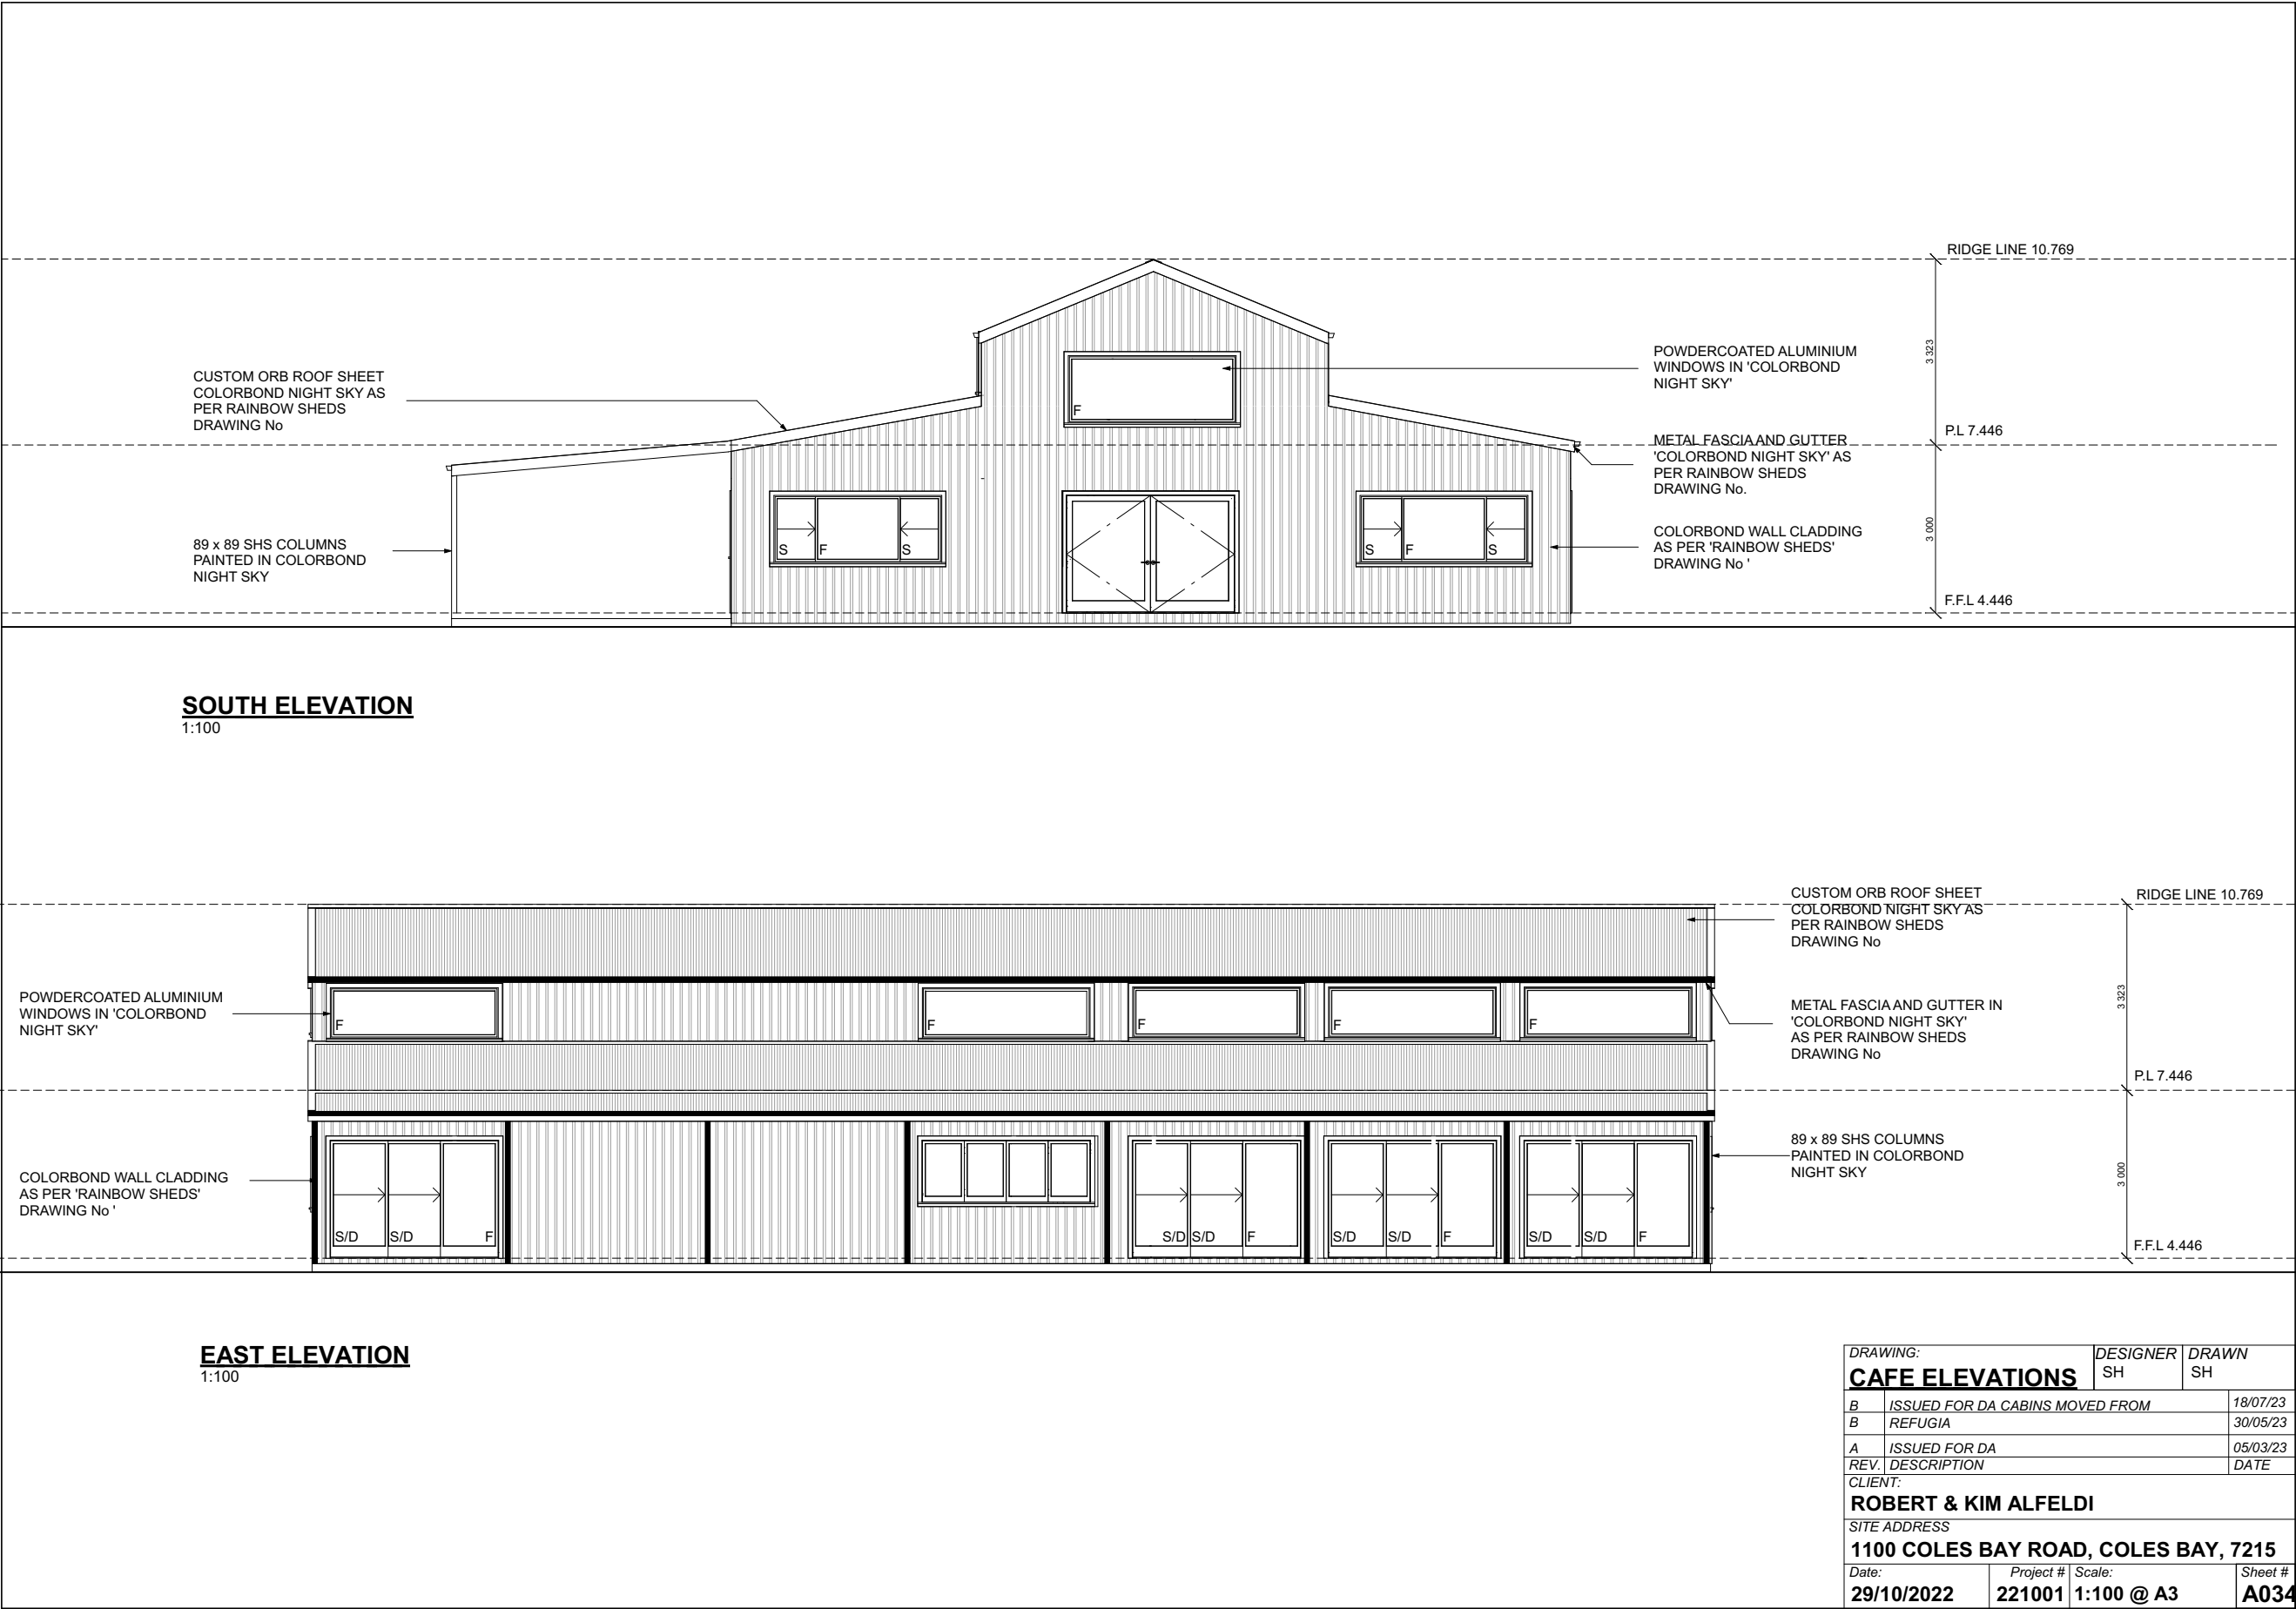 RIDGE LINE 10.769
3 323
POWDERCOATED ALUMINIUM
WINDOWS IN 'COLORBOND
NIGHT SKY'
CUSTOM ORB ROOF SHEET
COLORBOND NIGHT SKY AS
PER RAINBOW SHEDS
DRAWING No
F
P.L 7.446
METAL FASCIA AND GUTTER
'COLORBOND NIGHT SKY' AS
PER RAINBOW SHEDS
DRAWING No.
89 x 89 SHS COLUMNS
PAINTED IN COLORBOND
NIGHT SKY
S F S
S F S
COLORBOND WALL CLADDING
AS PER 'RAINBOW SHEDS'
DRAWING No '
3 000
F.F.L 4.446
SOUTH ELEVATION
1:100
CUSTOM ORB ROOF SHEET
COLORBOND NIGHT SKY AS
PER RAINBOW SHEDS
DRAWING No
RIDGE LINE 10.769
3 323
POWDERCOATED ALUMINIUM
WINDOWS IN 'COLORBOND
NIGHT SKY'
F
F
F
F
F
METAL FASCIA AND GUTTER IN
'COLORBOND NIGHT SKY'
AS PER RAINBOW SHEDS
DRAWING No
P.L 7.446
COLORBOND WALL CLADDING
AS PER 'RAINBOW SHEDS'
DRAWING No '
S/D S/D F
S/D S/D F
S/D S/D F
S/D S/D F
89 x 89 SHS COLUMNS
PAINTED IN COLORBOND
NIGHT SKY
3 000
F.F.L 4.446
EAST ELEVATION
1:100
DRAWING:
CAFE ELEVATIONS
DESIGNER
SH
DRAWN
SH
B ISSUED FOR DA CABINS MOVED FROM 18/07/23
B REFUGIA 30/05/23
A ISSUED FOR DA 05/03/23
REV. DESCRIPTION DATE
CLIENT:
ROBERT & KIM ALFELDI
SITE ADDRESS
1100 COLES BAY ROAD, COLES BAY, 7215
Date: Project # Scale: Sheet #
29/10/2022 221001 1:100 @ A3 A034